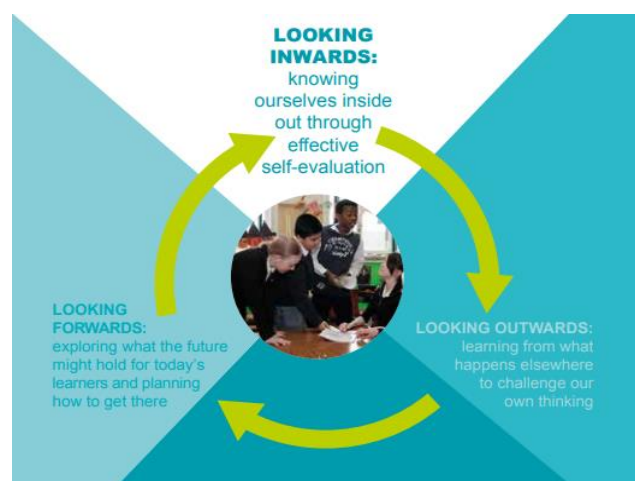 LOOKING
INWARDS:
knowing
ourselves inside
out through
effective
self-evaluation
LOOKING OUTWARDS:
learning from what
happens elsewhere
to challenge our
own thinking
LOOKING
FORWARDS:
exploring what the future
might hold for today's
learners and planning
how to get there